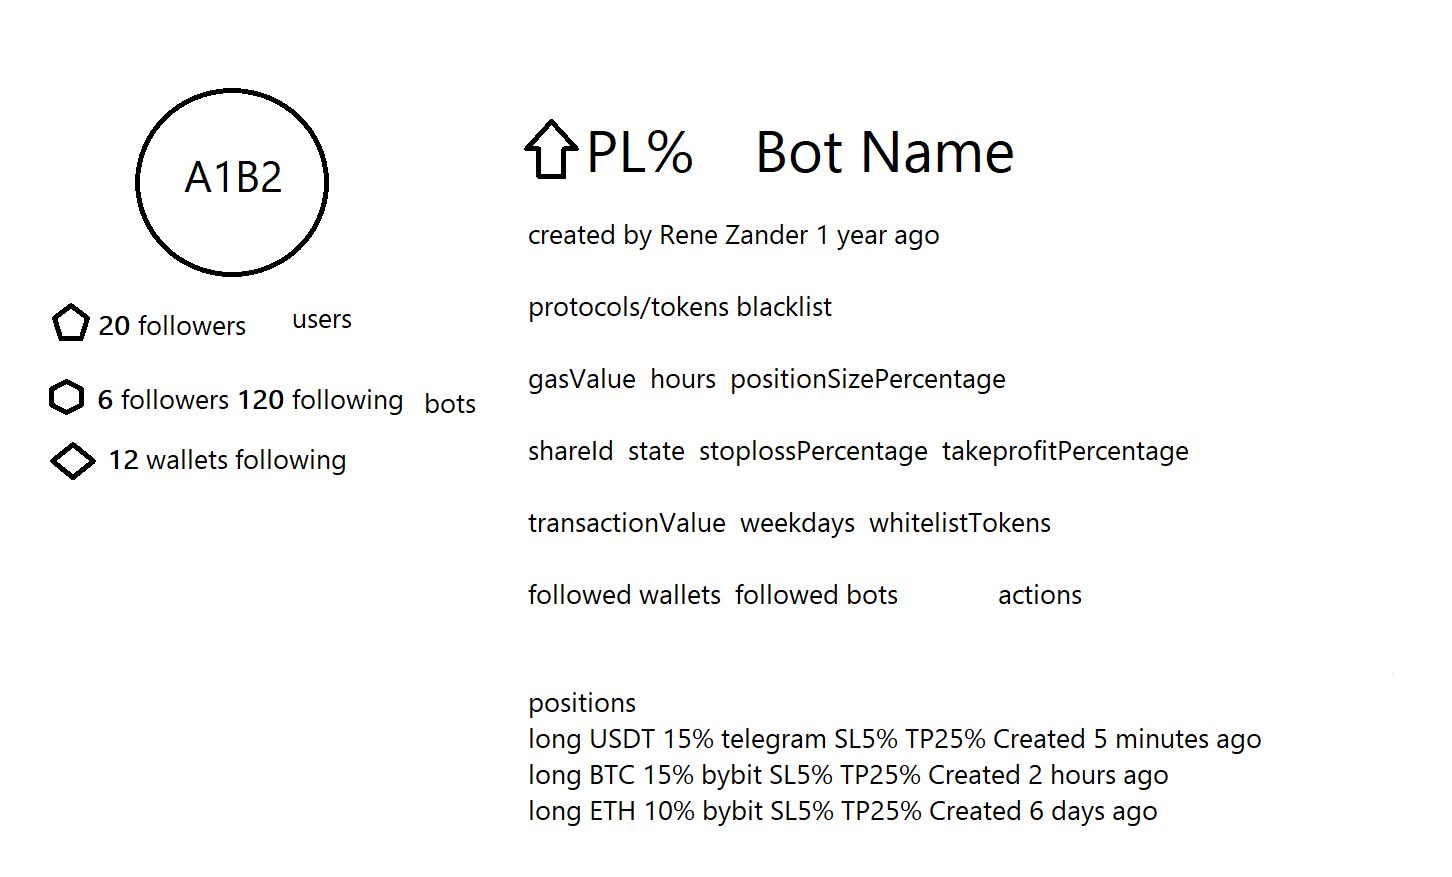 A1B2
20 followers users
6 followers 120 following bots
12 wallets following
PL% Bot Name
created by Rene Zander 1 year ago
protocols/tokens blacklist
gasValue hours positionSizePercentage
shareId state stoplossPercentage takeprofitPercentage
transactionValue weekdays whitelistTokens
followed wallets followed bots actions
positions
long USDT 15% telegram SL5% TP25% Created 5 minutes ago
long BTC 15% bybit SL5% TP25% Created 2 hours ago
long ETH 10% bybit SL5% TP25% Created 6 days ago